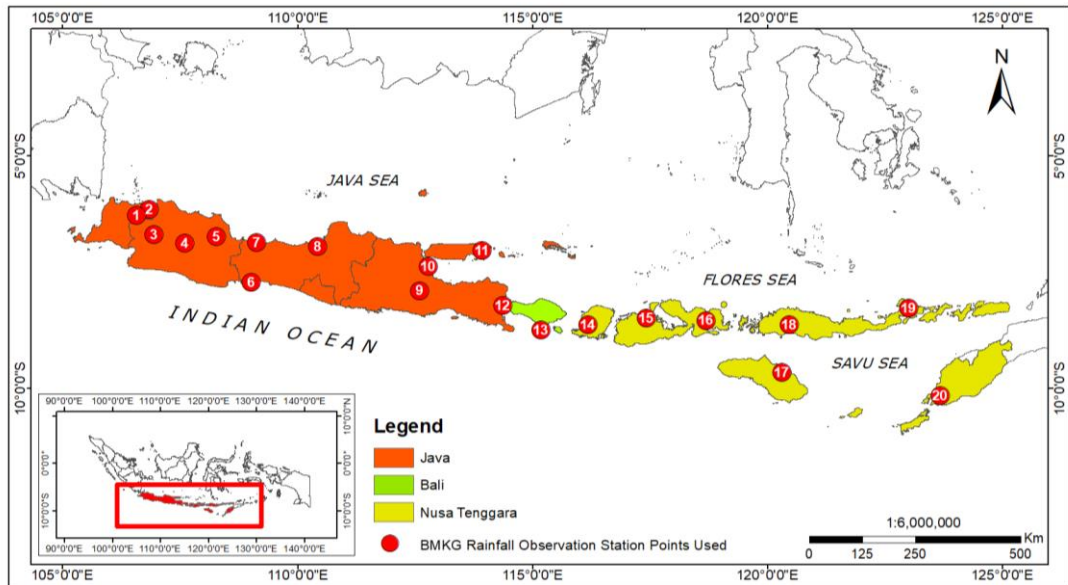 105°0'0"E 110°0'0"E 115°0'0"E 120°0'0"E 125°0'0"E
N
5°0'0"S 5°0'0"S
JAVA SEA
1 2
3 4 5 7 8 11
6 10
9
FLORES SEA
INDIAN OCEAN
12 13 14 15 16 18 19
SAVU SEA
17
20
10°0'0"S 10°0'0"S
90°0'0"E 100°0'0"E 110°0'0"E 120°0'0"E 130°0'0"E 140°0'0"E
10°0'0"N
0°0'0" 0°0'0"
10°0'0"S 10°0'0"S
90°0'0"E 100°0'0"E 110°0'0"E 120°0'0"E 130°0'0"E 140°0'0"E
Legend
Java
Bali
Nusa Tenggara
BMKG Rainfall Observation Station Points Used
1:6,000,000
Km
0 125 250 500
105°0'0"E 110°0'0"E 115°0'0"E 120°0'0"E 125°0'0"E